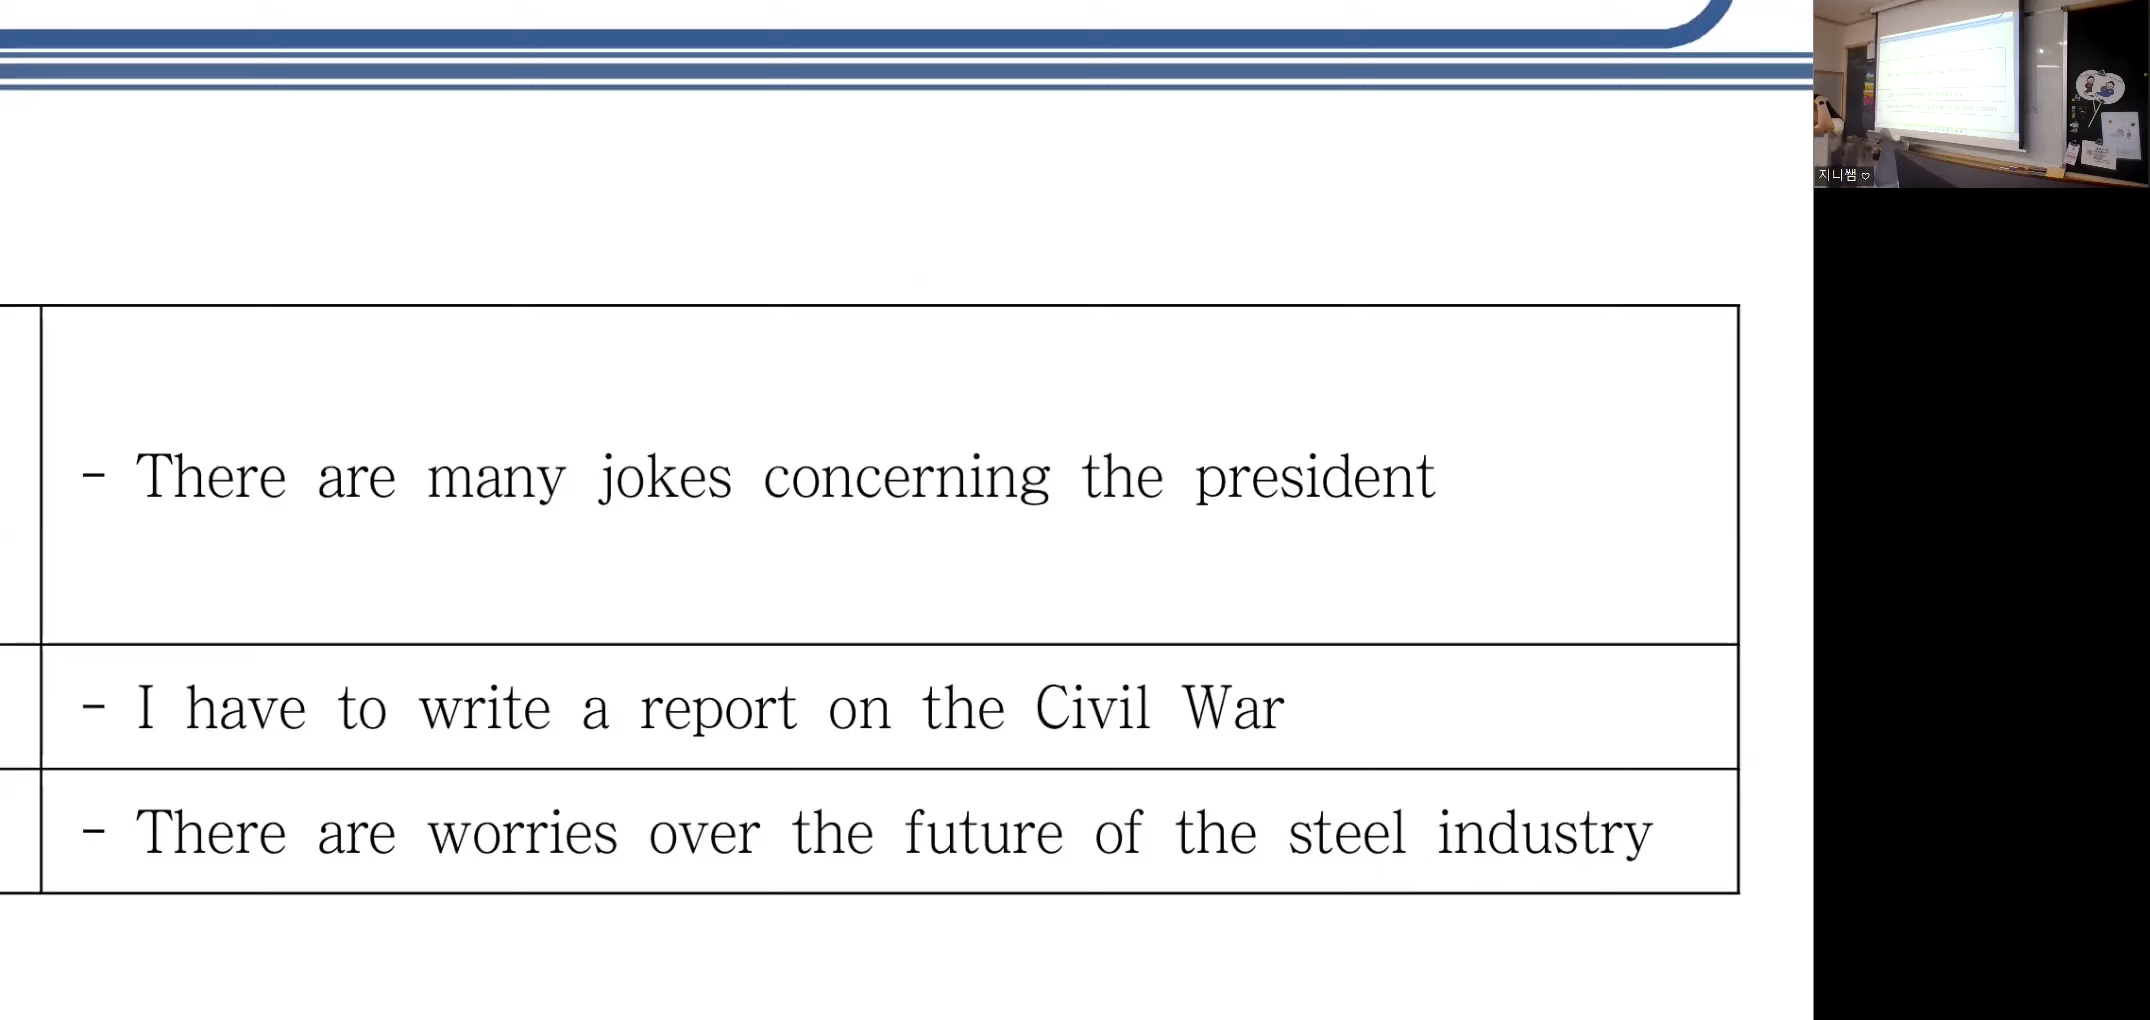 지니쌤 ♡
- There are many jokes concerning the president
- I have to write a report on the Civil War
- There are worries over the future of the steel industry